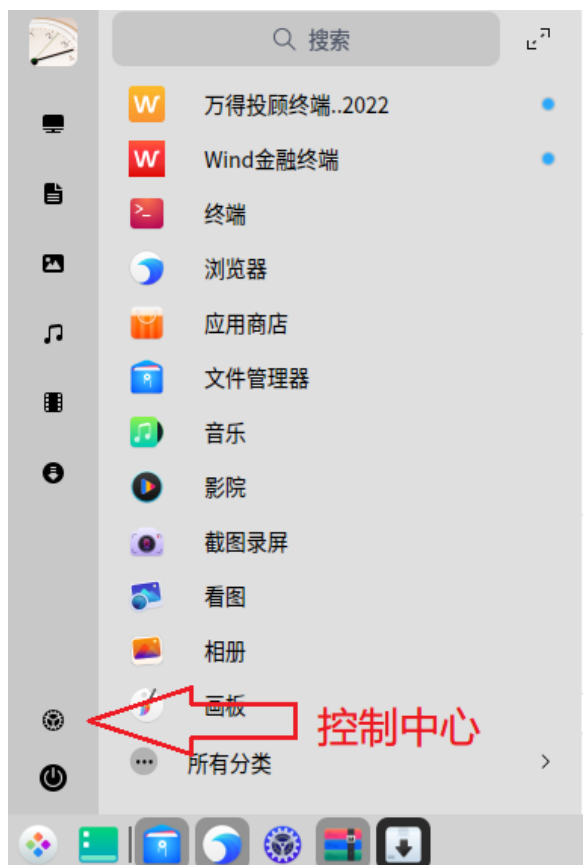 搜索
万得投顾终端..2022
Wind金融终端
终端
浏览器
应用商店
文件管理器
音乐
影院
截图录屏
看图
相册
画板
控制中心
所有分类